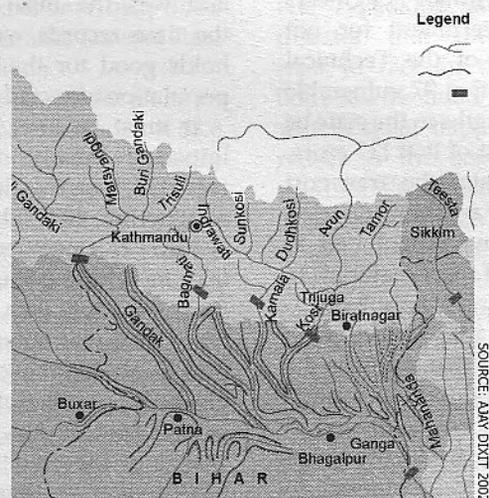 Legend
Marsyangdi
Buri Gandaki
Trisuli
Gandaki
Kathmandu
Indrawati
Sunkosi
Dudhkosi
Arun
Tamor
Teesta
Sikkim
Bagmati
Kamala
Trijuga
Kosi
Biratnagar
Gandak
Mahananda
Buxar
Patna
Ganga
Bhagalpur
BIHAR
SOURCE: AJAY DIXIT 200